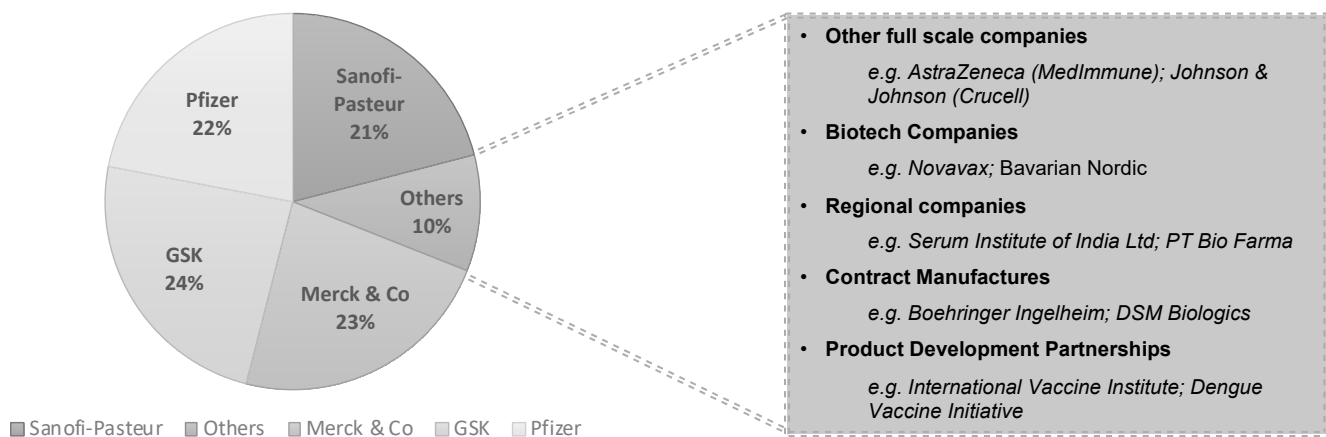 Sanofi-
Pasteur
21%
Others
10%
Merck & Co
23%
GSK
24%
Pfizer
22%
Sanofi-Pasteur Others Merck & Co GSK Pfizer
• Other full scale companies
e.g. AstraZeneca (MedImmune); Johnson &
Johnson (Crucell)
• Biotech Companies
e.g. Novavax; Bavarian Nordic
• Regional companies
e.g. Serum Institute of India Ltd; PT Bio Farma
• Contract Manufactures
e.g. Boehringer Ingelheim; DSM Biologics
• Product Development Partnerships
e.g. International Vaccine Institute; Dengue
Vaccine Initiative